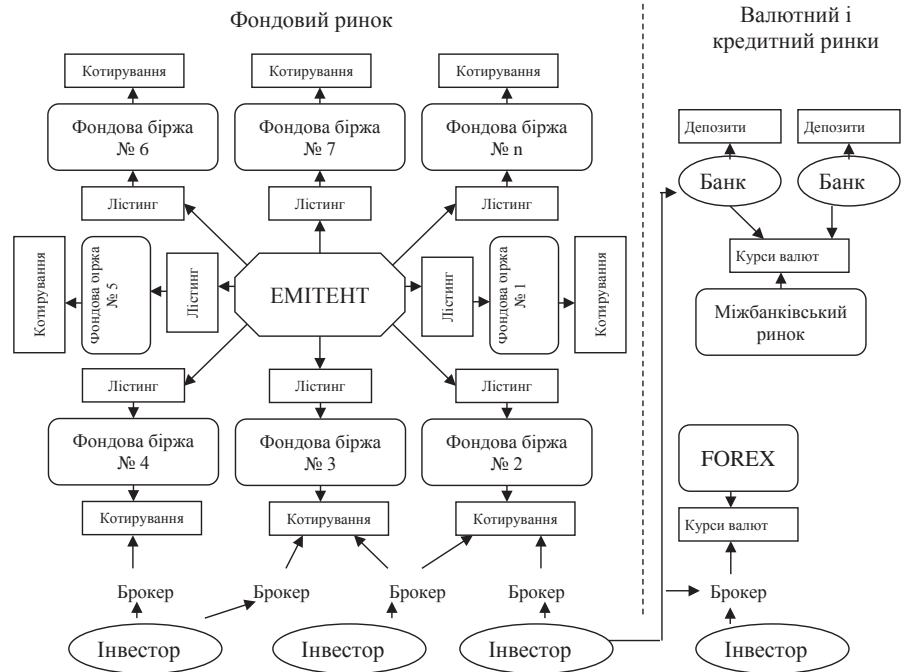 Фондовий ринок
Валютний і
кредитний ринки
Котирування
Котирування
Котирування
Фондова біржа
№ 6
Фондова біржа
№ 7
Фондова біржа
№ n
Депозити
Депозити
Банк
Банк
Лістинг
Лістинг
Лістинг
Котирування
Фондова біржа
№ 5
Лістинг
ЕМІТЕНТ
Лістинг
Фондова біржа
№ 1
Котирування
Курси валют
Міжбанківський
ринок
Лістинг
Лістинг
Лістинг
Фондова біржа
№ 4
Фондова біржа
№ 3
Фондова біржа
№ 2
FOREX
Котирування
Котирування
Котирування
Курси валют
Брокер
Брокер
Брокер
Брокер
Брокер
Інвестор
Інвестор
Інвестор
Інвестор